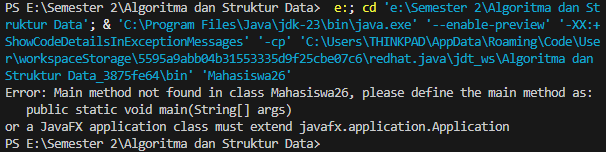 PS E:\Semester 2\Algoritma dan Struktur Data>  e:; cd 'e:\Semester 2\Algoritma dan St
ruktur Data'; & 'C:\Program Files\Java\jdk-23\bin\java.exe' '--enable-preview' '-XX:+
ShowCodeDetailsInExceptionMessages' '-cp' 'C:\Users\THINKPAD\AppData\Roaming\Code\Use
r\workspaceStorage\5595a9abb04b31553335d9f25cbe07c6\redhat.java\jdt_ws\Algoritma dan
Struktur Data_3875fe64\bin' 'Mahasiswa26'
Error: Main method not found in class Mahasiswa26, please define the main method as:
   public static void main(String[] args)
or a JavaFX application class must extend javafx.application.Application
PS E:\Semester 2\Algoritma dan Struktur Data>